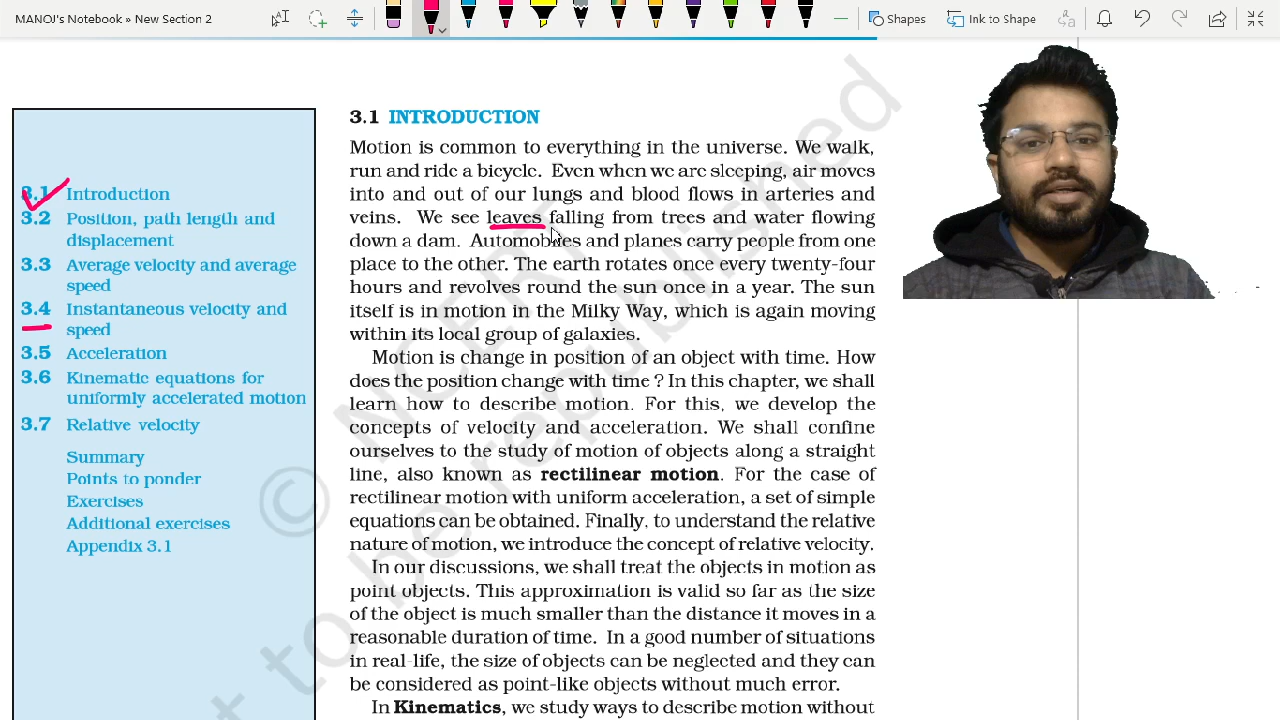 MANOJ's Notebook » New Section 2
Shapes
Ink to Shape
3.1 Introduction
3.2 Position, path length and
displacement
3.3 Average velocity and average
speed
3.4 Instantaneous velocity and
speed
3.5 Acceleration
3.6 Kinematic equations for
uniformly accelerated motion
3.7 Relative velocity
Summary
Points to ponder
Exercises
Additional exercises
Appendix 3.1
3.1 INTRODUCTION
Motion is common to everything in the universe. We walk,
run and ride a bicycle. Even when we are sleeping, air moves
into and out of our lungs and blood flows in arteries and
veins. We see leaves falling from trees and water flowing
down a dam. Automobiles and planes carry people from one
place to the other. The earth rotates once every twenty-four
hours and revolves round the sun once in a year. The sun
itself is in motion in the Milky Way, which is again moving
within its local group of galaxies.
Motion is change in position of an object with time. How
does the position change with time ? In this chapter, we shall
learn how to describe motion. For this, we develop the
concepts of velocity and acceleration. We shall confine
ourselves to the study of motion of objects along a straight
line, also known as rectilinear motion. For the case of
rectilinear motion with uniform acceleration, a set of simple
equations can be obtained. Finally, to understand the relative
nature of motion, we introduce the concept of relative velocity.
In our discussions, we shall treat the objects in motion as
point objects. This approximation is valid so far as the size
of the object is much smaller than the distance it moves in a
reasonable duration of time. In a good number of situations
in real-life, the size of objects can be neglected and they can
be considered as point-like objects without much error.
In Kinematics, we study ways to describe motion without
© NCERT
t to be republished